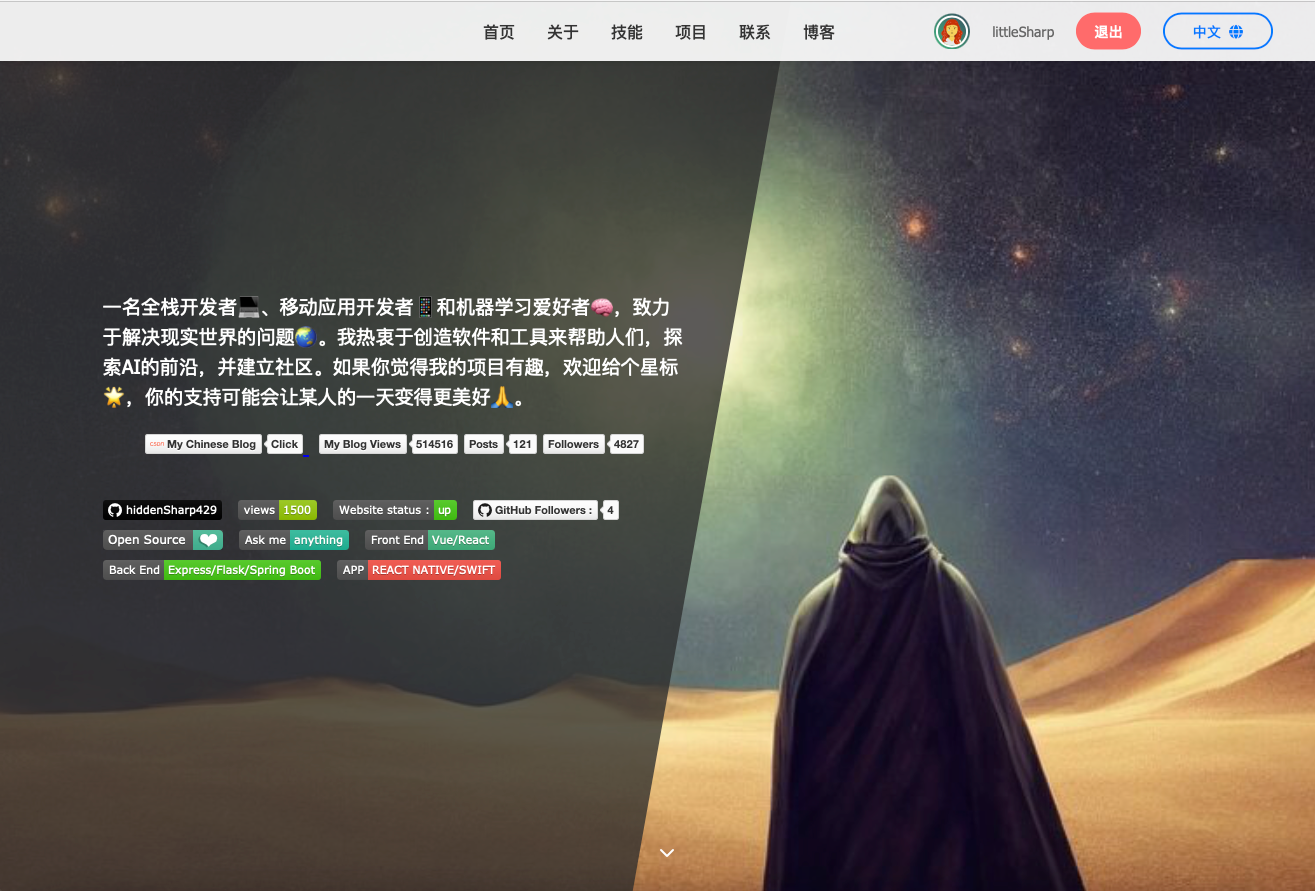 首页 关于 技能 项目 联系 博客 littleSharp 退出 中文
一名全栈开发者💻、移动应用开发者📱和机器学习爱好者🧠，致力
于解决现实世界的问题🌏。我热衷于创造软件和工具来帮助人们，探
索AI的前沿，并建立社区。如果你觉得我的项目有趣，欢迎给个星标
🌟，你的支持可能会让某人的一天变得更美好🙏。
CSDN My Chinese Blog Click My Blog Views 514516 Posts 121 Followers 4827
hiddenSharp429 views 1500 Website status : up GitHub Followers : 4
Open Source Ask me anything Front End Vue/React
Back End Express/Flask/Spring Boot APP REACT NATIVE/SWIFT